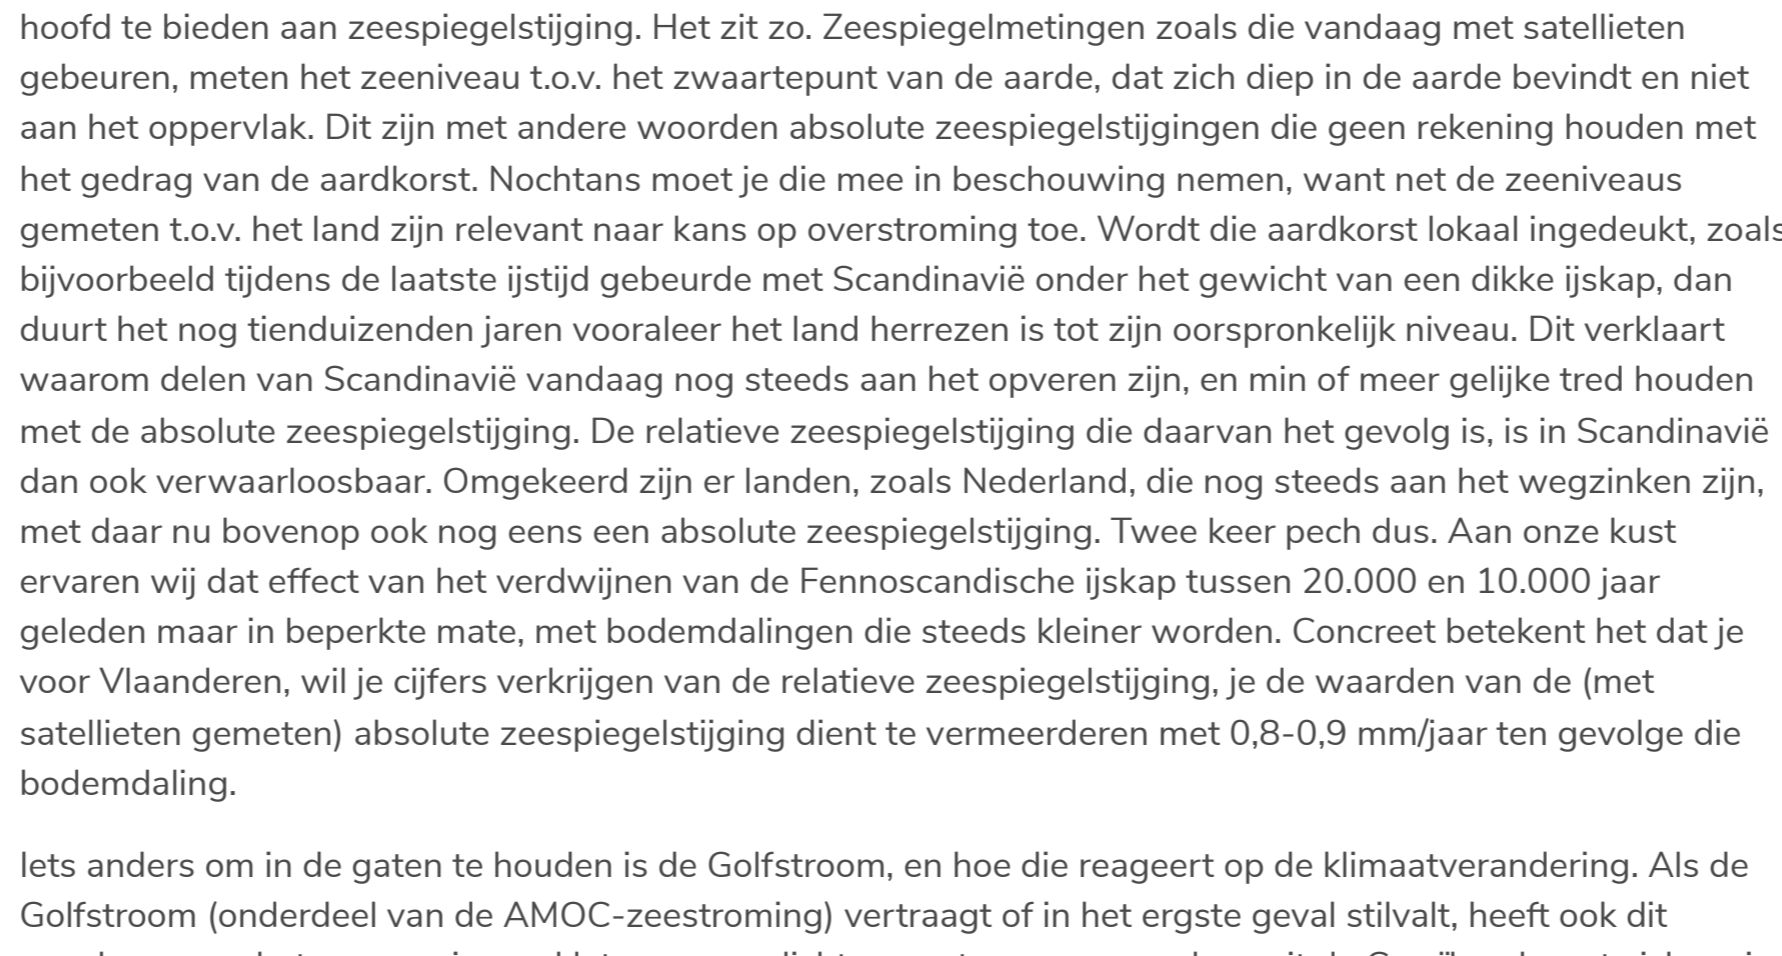 hoofd te bieden aan zeespiegelstijging. Het zit zo. Zeespiegelmetingen zoals die vandaag met satellieten
gebeuren, meten het zeeniveau t.o.v. het zwaartepunt van de aarde, dat zich diep in de aarde bevindt en niet
aan het oppervlak. Dit zijn met andere woorden absolute zeespiegelstijgingen die geen rekening houden met
het gedrag van de aardkorst. Nochtans moet je die mee in beschouwing nemen, want net de zeeniveaus
gemeten t.o.v. het land zijn relevant naar kans op overstroming toe. Wordt die aardkorst lokaal ingedeukt, zoals
bijvoorbeeld tijdens de laatste ijstijd gebeurde met Scandinavië onder het gewicht van een dikke ijskap, dan
duurt het nog tienduizenden jaren vooraleer het land herrezen is tot zijn oorspronkelijk niveau. Dit verklaart
waarom delen van Scandinavië vandaag nog steeds aan het opveren zijn, en min of meer gelijke tred houden
met de absolute zeespiegelstijging. De relatieve zeespiegelstijging die daarvan het gevolg is, is in Scandinavië
dan ook verwaarloosbaar. Omgekeerd zijn er landen, zoals Nederland, die nog steeds aan het wegzinken zijn,
met daar nu bovenop ook nog eens een absolute zeespiegelstijging. Twee keer pech dus. Aan onze kust
ervaren wij dat effect van het verdwijnen van de Fennoscandische ijskap tussen 20.000 en 10.000 jaar
geleden maar in beperkte mate, met bodemdalingen die steeds kleiner worden. Concreet betekent het dat je
voor Vlaanderen, wil je cijfers verkrijgen van de relatieve zeespiegelstijging, je de waarden van de (met
satellieten gemeten) absolute zeespiegelstijging dient te vermeerderen met 0,8-0,9 mm/jaar ten gevolge die
bodemdaling.
Iets anders om in de gaten te houden is de Golfstroom, en hoe die reageert op de klimaatverandering. Als de
Golfstroom (onderdeel van de AMOC-zeestroming) vertraagt of in het ergste geval stilvalt, heeft ook dit